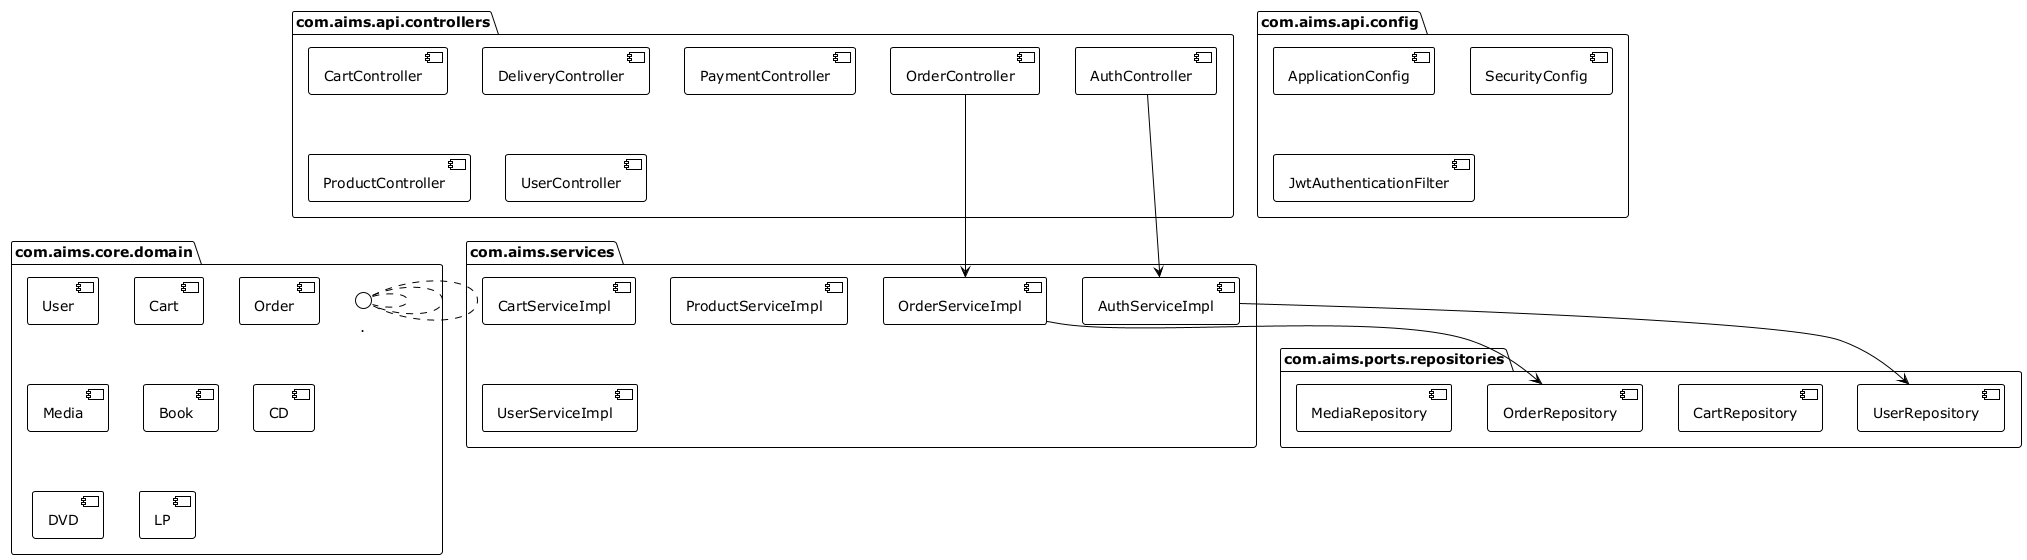 com.aims.api.controllers
CartController
DeliveryController
PaymentController
OrderController
AuthController
ProductController
UserController
com.aims.api.config
ApplicationConfig
SecurityConfig
JwtAuthenticationFilter
com.aims.core.domain
User
Cart
Order
.
Media
Book
CD
DVD
LP
com.aims.services
CartServiceImpl
ProductServiceImpl
OrderServiceImpl
AuthServiceImpl
UserServiceImpl
com.aims.ports.repositories
MediaRepository
OrderRepository
CartRepository
UserRepository